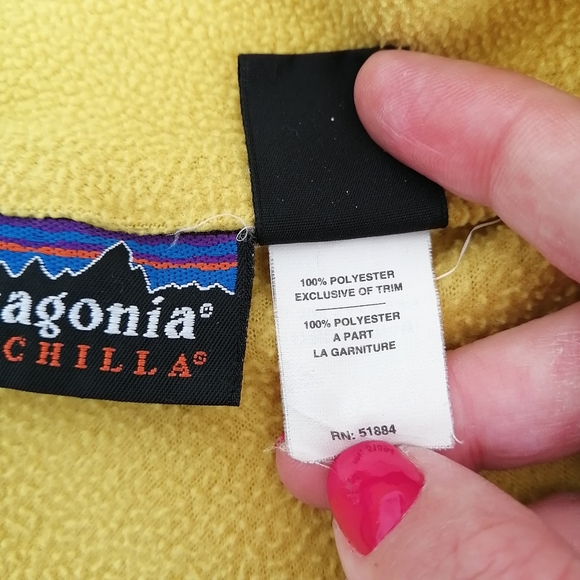 agonia®
CHILLA®
100% POLYESTER
EXCLUSIVE OF TRIM
100% POLYESTER
A PART
LA GARNITURE
RN: 51884